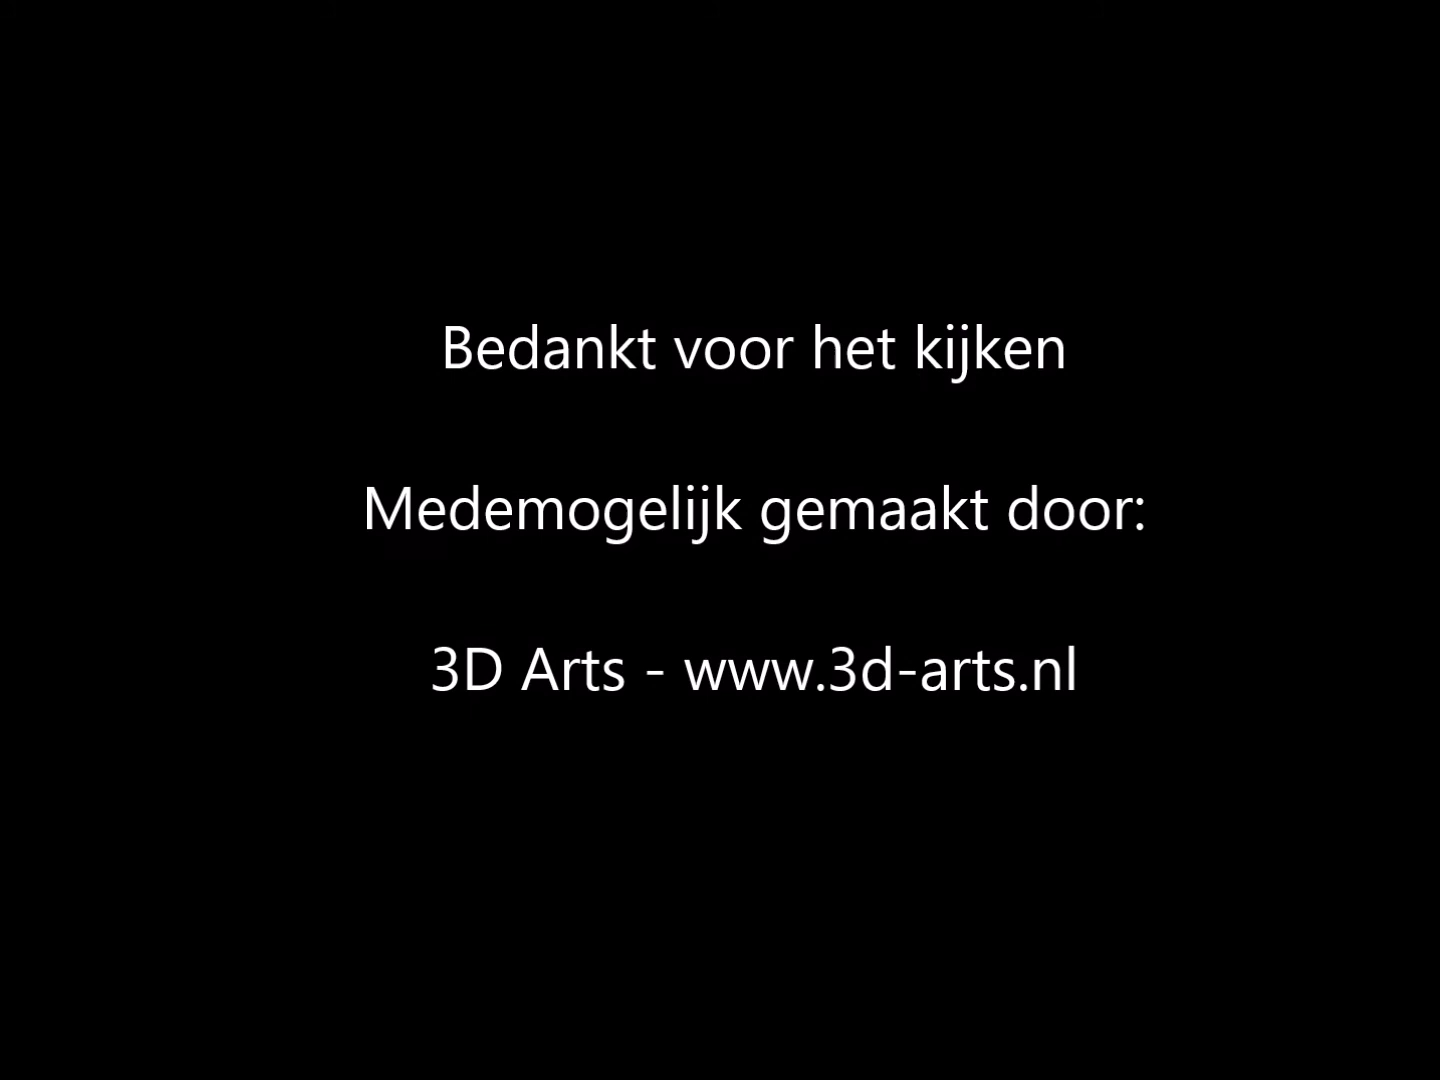 Bedankt voor het kijken
Medemogelijk gemaakt door:
3D Arts - www.3d-arts.nl